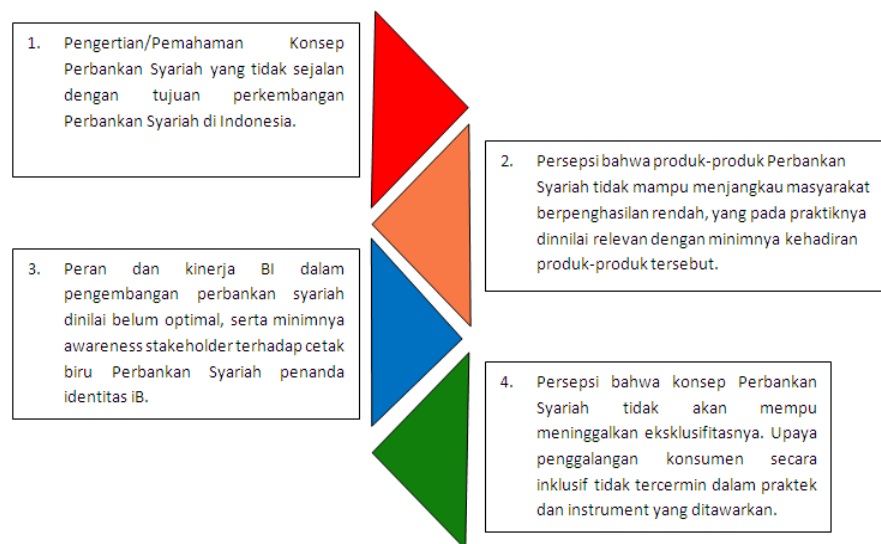 1. Pengertian/Pemahaman Konsep
Perbankan Syariah yang tidak sejalan
dengan tujuan perkembangan
Perbankan Syariah di Indonesia.
2. Persepsi bahwa produk-produk Perbankan
Syariah tidak mampu menjangkau masyarakat
berpenghasilan rendah, yang pada praktiknya
dinnilai relevan dengan minimnya kehadiran
produk-produk tersebut.
3. Peran dan kinerja BI dalam
pengembangan perbankan syariah
dinilai belum optimal, serta minimnya
awareness stakeholder terhadap cetak
biru Perbankan Syariah penanda
identitas iB.
4. Persepsi bahwa konsep Perbankan
Syariah tidak akan mempu
meninggalkan eksklusifitasnya. Upaya
penggalangan konsumen secara
inklusif tidak tercermin dalam praktek
dan instrument yang ditawarkan.